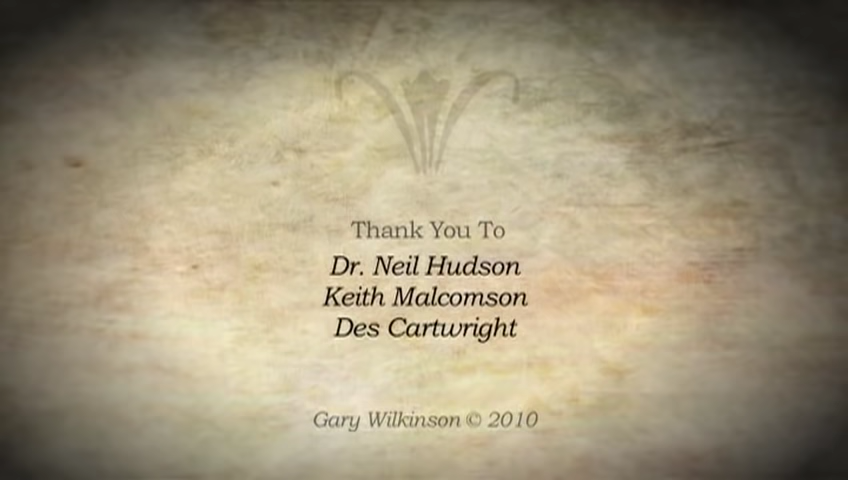 Thank You To
Dr. Neil Hudson
Keith Malcomson
Des Cartwright
Gary Wilkinson © 2010